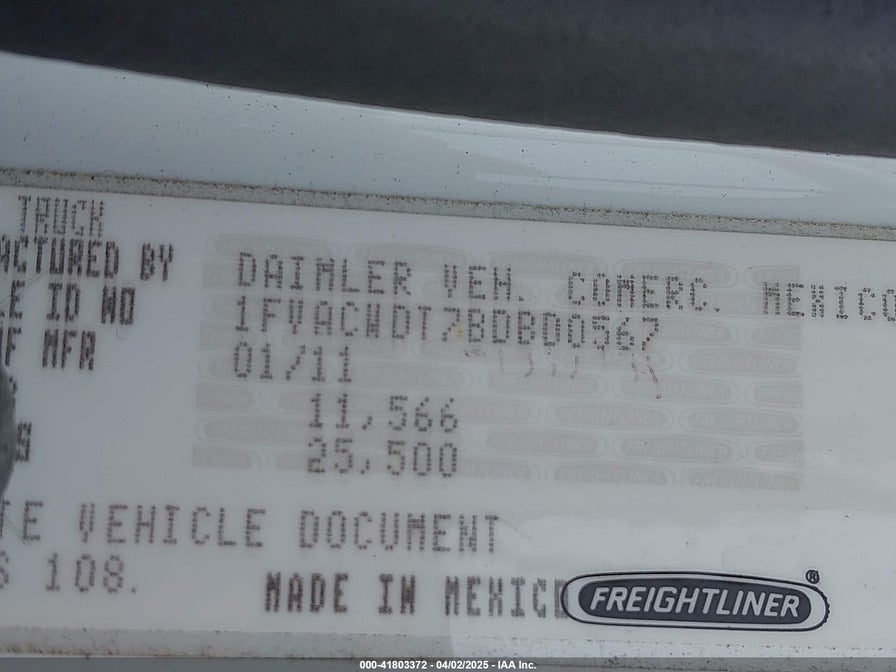 TRUCK
ACTURED BY DAIMLER VEH. COMERC. MEXICO
LE ID NO 1FVACWDT7BDBD0567
OF MFR 01/11
11,566
25,500
TE VEHICLE DOCUMENT
S 108.
MADE IN MEXICO
FREIGHTLINER®
000-41803372 - 04/02/2025 - IAA Inc.